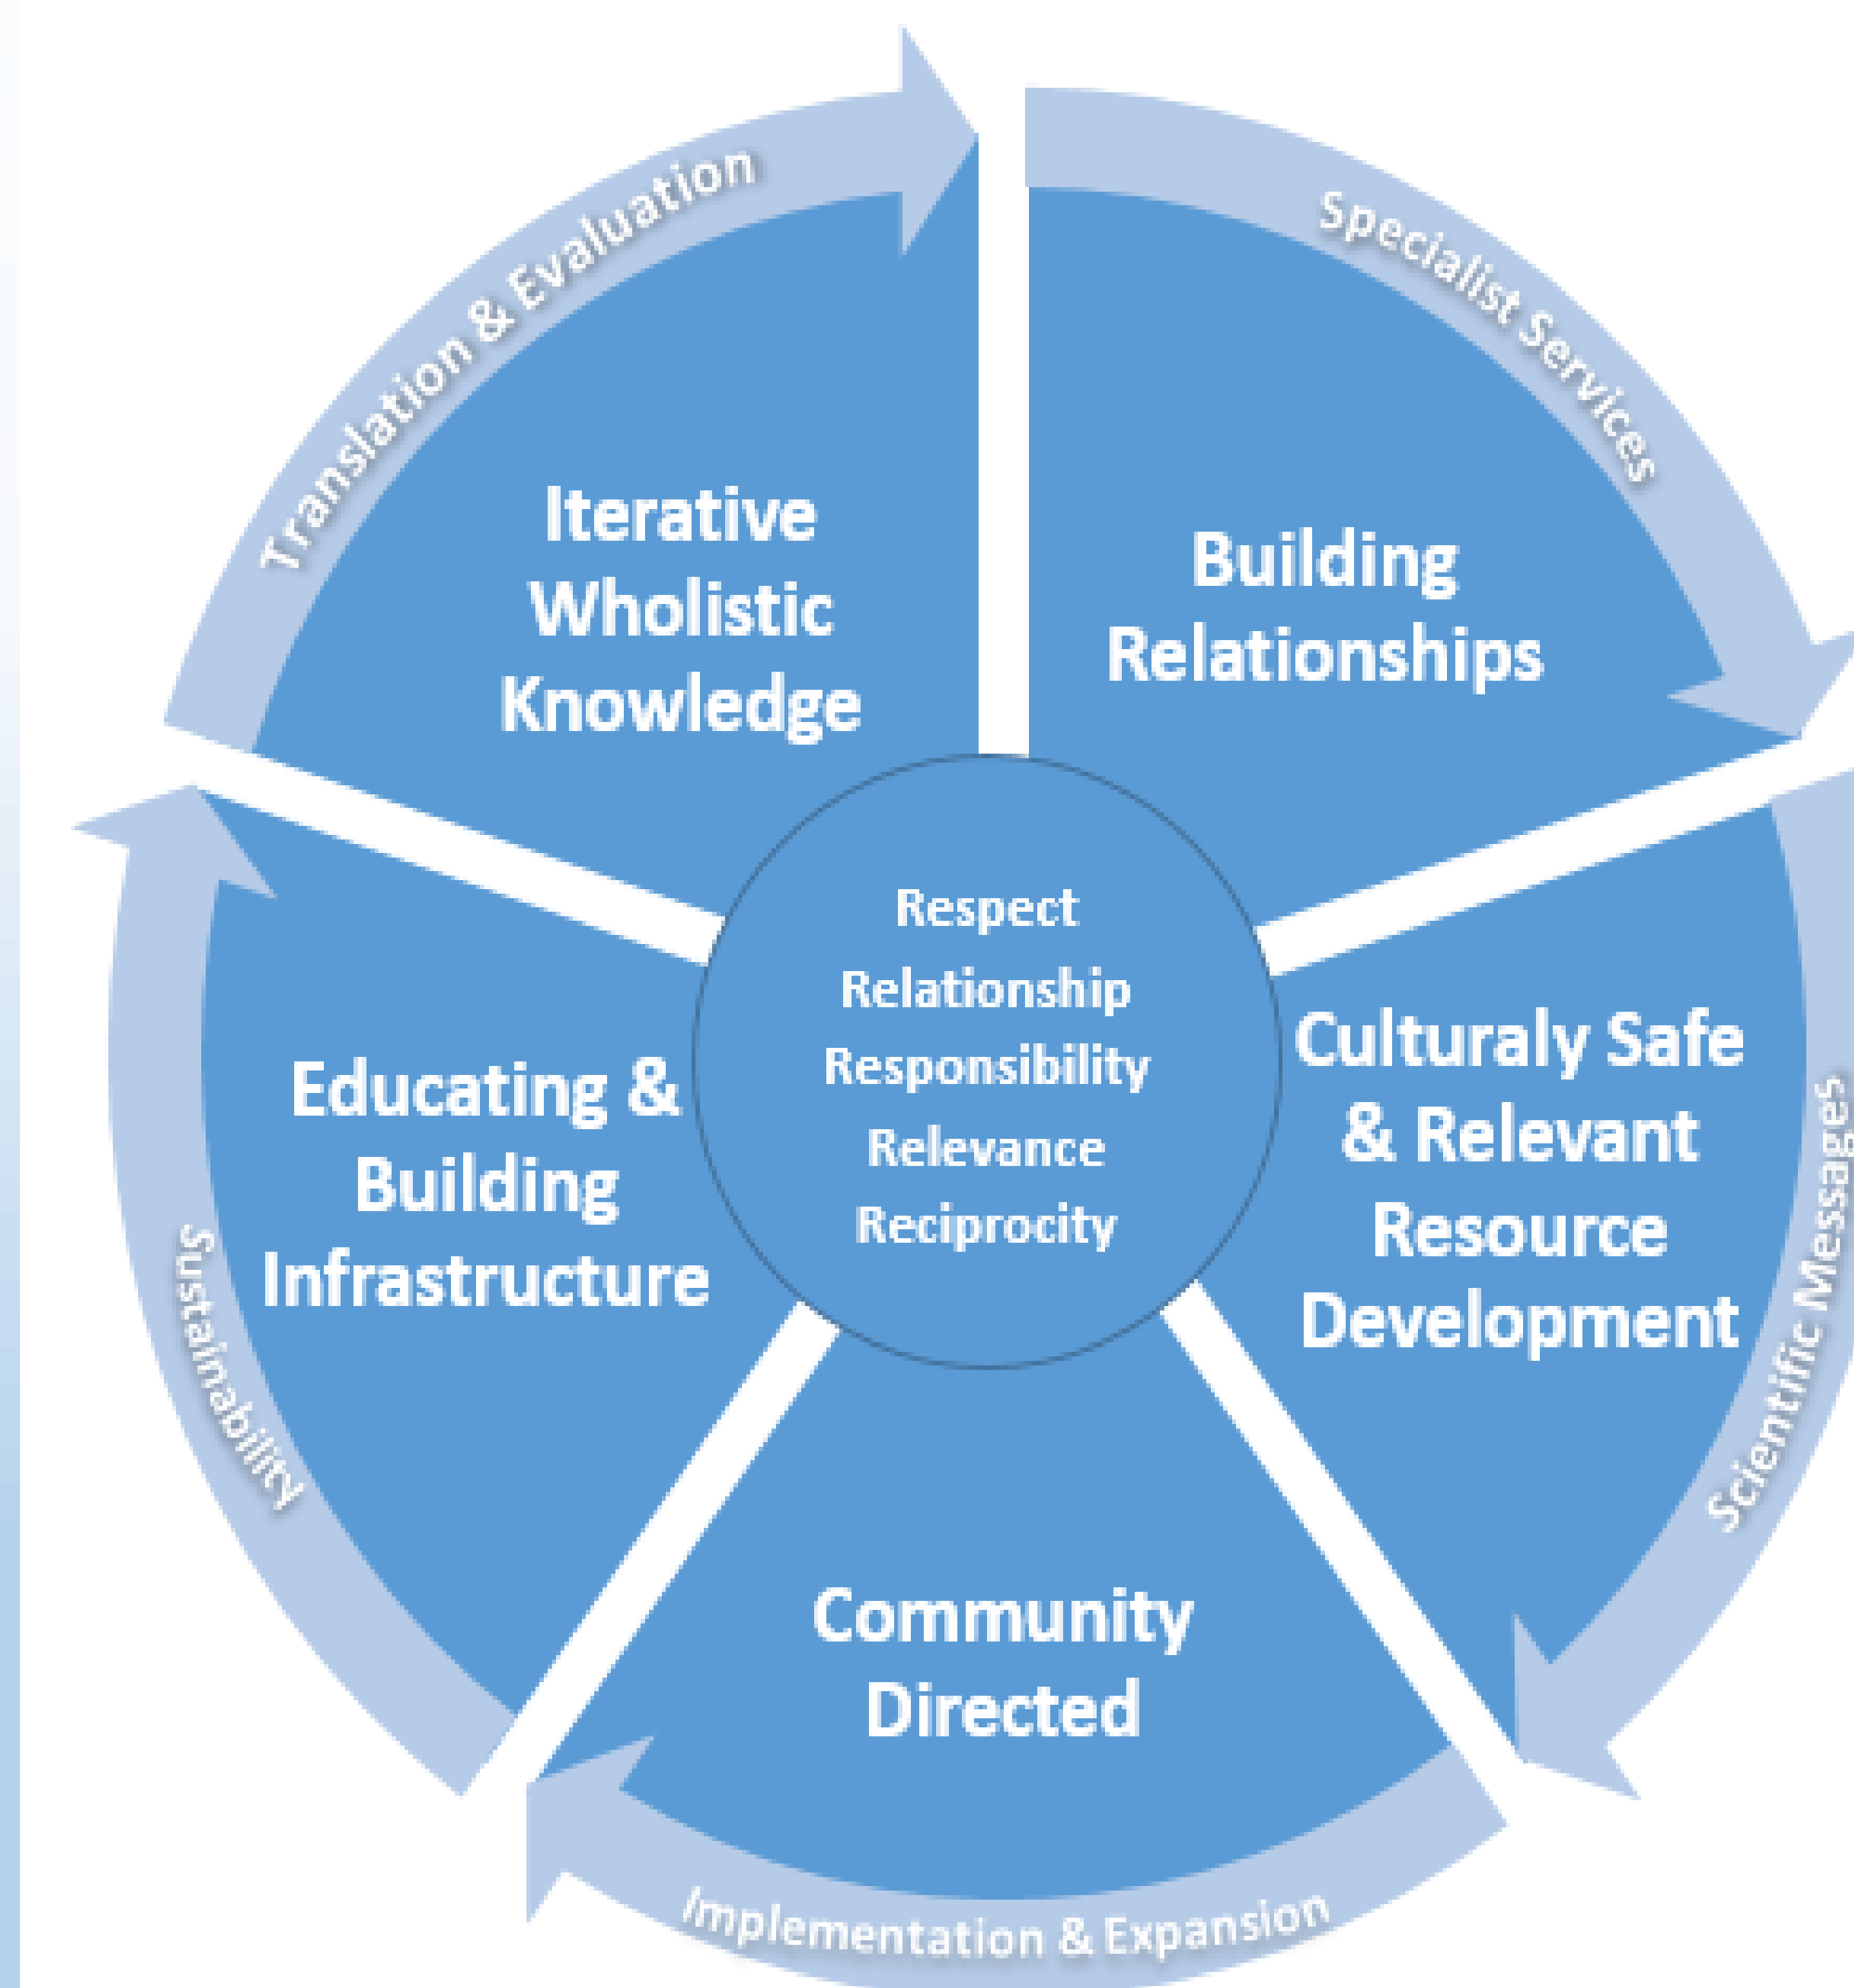 Translation & Evaluation
Specialist Services
Iterative
Wholistic
Knowledge
Building
Relationships
Respect
Relationship
Responsibility
Relevance
Reciprocity
Culturaly Safe
& Relevant
Resource
Development
Scientific Messages
Educating &
Building
Infrastructure
Sustainability
Community
Directed
Implementation & Expansion